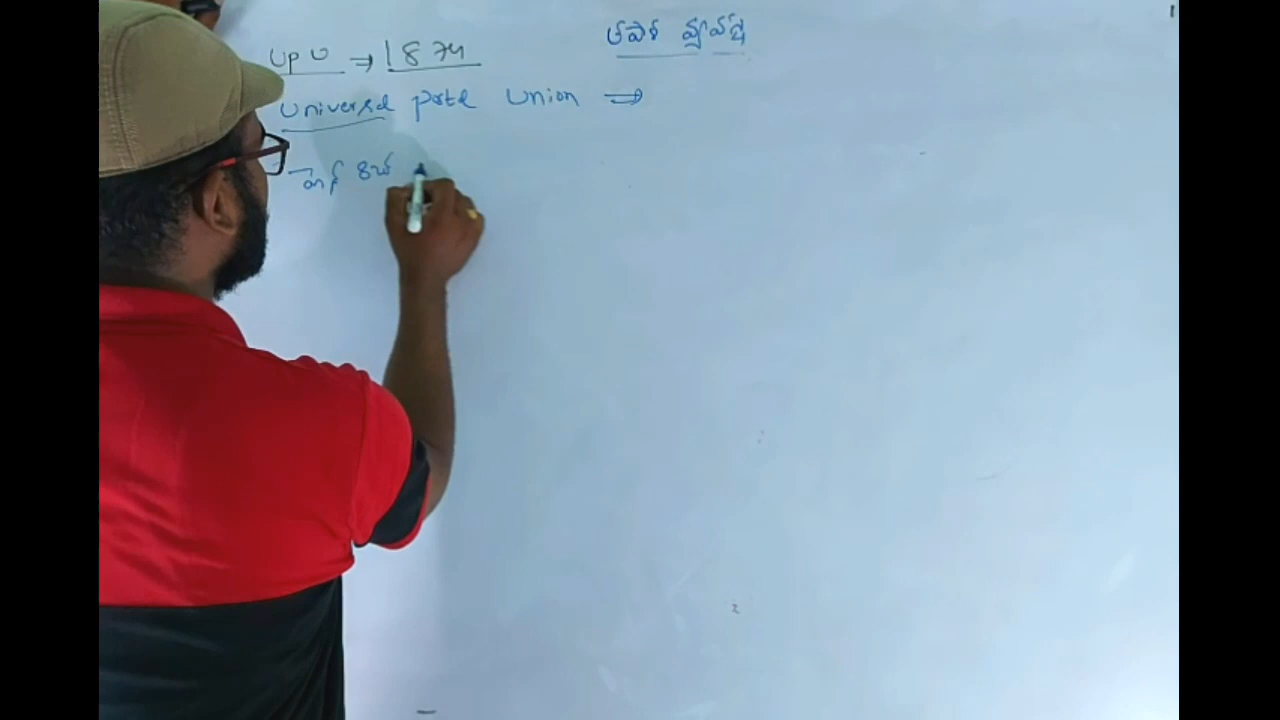 తపాల వ్యవస్థ
UPU → 1874
Universal postal Union ⇒
→